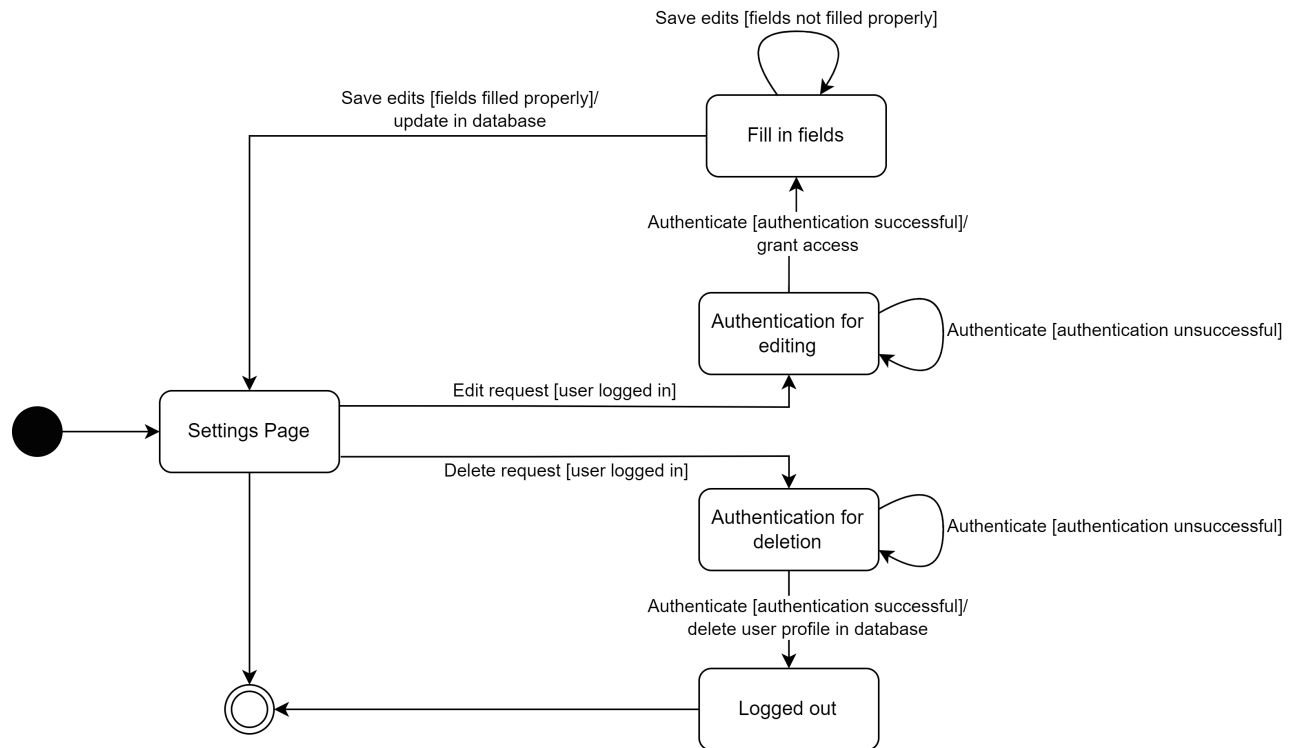 Save edits [fields not filled properly]
Save edits [fields filled properly]/
update in database
Fill in fields
Authenticate [authentication successful]/
grant access
Authentication for
editing
Authenticate [authentication unsuccessful]
Edit request [user logged in]
Settings Page
Delete request [user logged in]
Authentication for
deletion
Authenticate [authentication unsuccessful]
Authenticate [authentication successful]/
delete user profile in database
Logged out